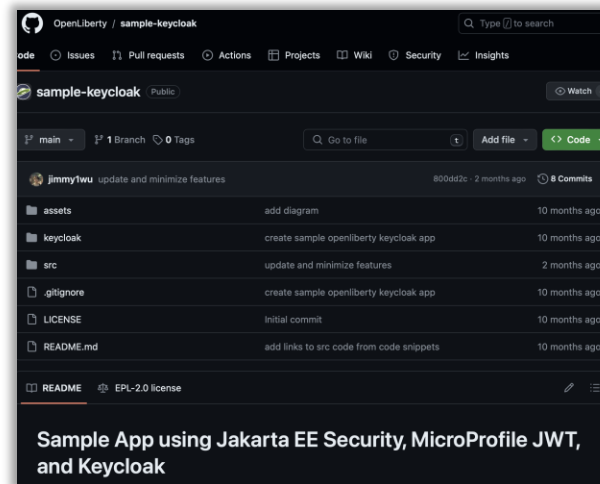 OpenLiberty / sample-keycloak
Type / to search
ode Issues Pull requests Actions Projects Wiki Security Insights
sample-keycloak Public Watch
main 1 Branch 0 Tags Go to file t Add file Code
jimmy1wu update and minimize features 800dd2c · 2 months ago 8 Commits
assets add diagram 10 months ago
keycloak create sample openliberty keycloak app 10 months ago
src update and minimize features 2 months ago
.gitignore create sample openliberty keycloak app 10 months ago
LICENSE Initial commit 10 months ago
README.md add links to src code from code snippets 10 months ago
README EPL-2.0 license
Sample App using Jakarta EE Security, MicroProfile JWT,
and Keycloak